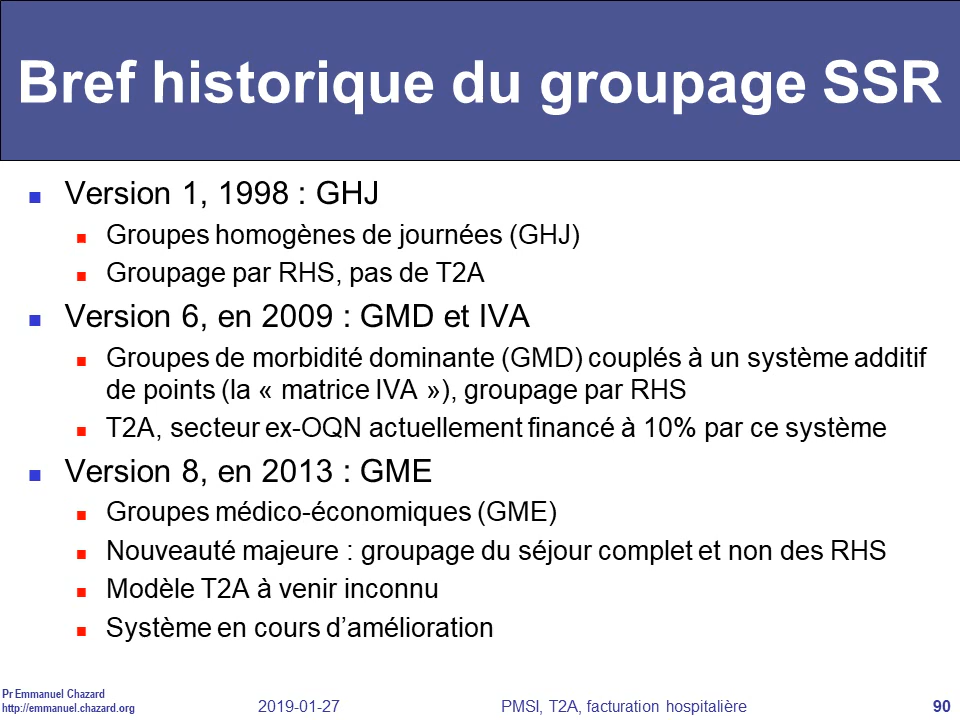 Bref historique du groupage SSR
Version 1, 1998 : GHJ
Groupes homogènes de journées (GHJ)
Groupage par RHS, pas de T2A
Version 6, en 2009 : GMD et IVA
Groupes de morbidité dominante (GMD) couplés à un système additif
de points (la « matrice IVA »), groupage par RHS
T2A, secteur ex-OQN actuellement financé à 10% par ce système
Version 8, en 2013 : GME
Groupes médico-économiques (GME)
Nouveauté majeure : groupage du séjour complet et non des RHS
Modèle T2A à venir inconnu
Système en cours d’amélioration
Pr Emmanuel Chazard
http://emmanuel.chazard.org
2019-01-27
PMSI, T2A, facturation hospitalière
90